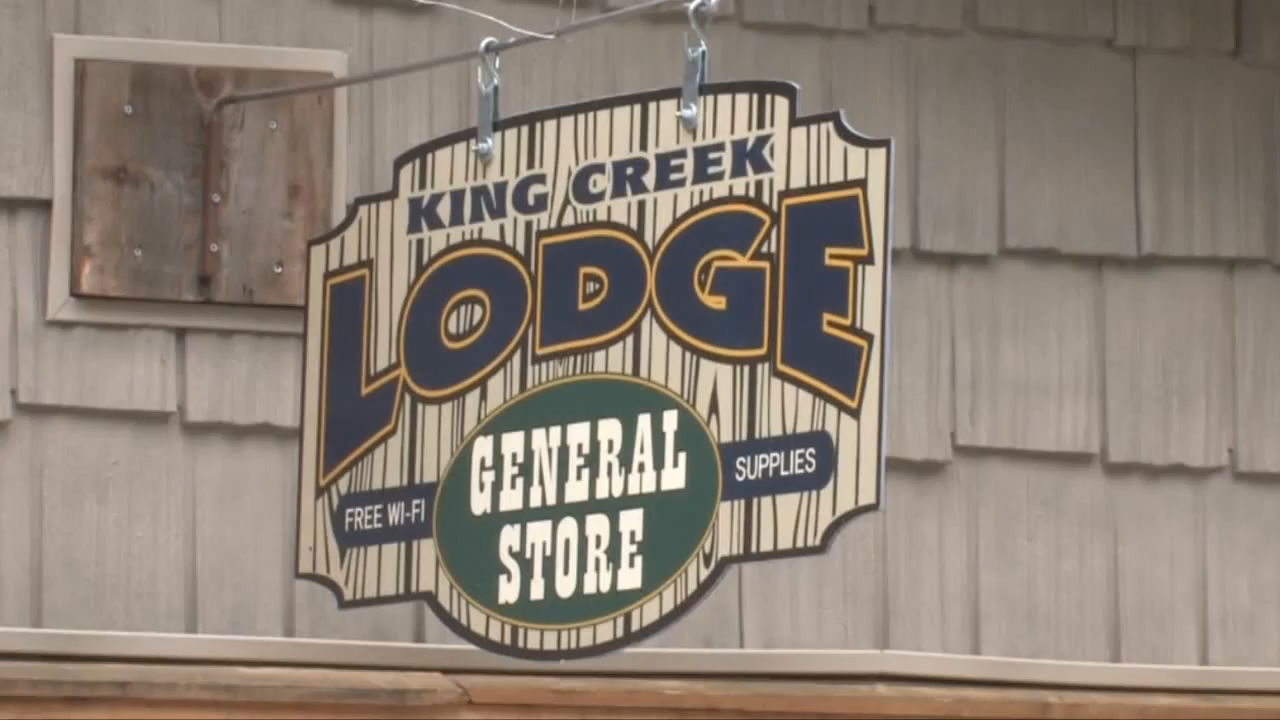 KING CREEK
LODGE
GENERAL
STORE
FREE WI-FI
SUPPLIES